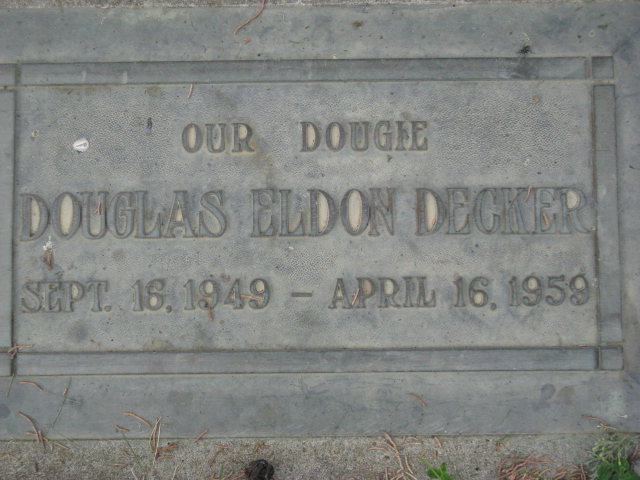 OUR DOUGIE
DOUGLAS ELDON DECKER
SEPT. 16, 1949 – APRIL 16, 1959